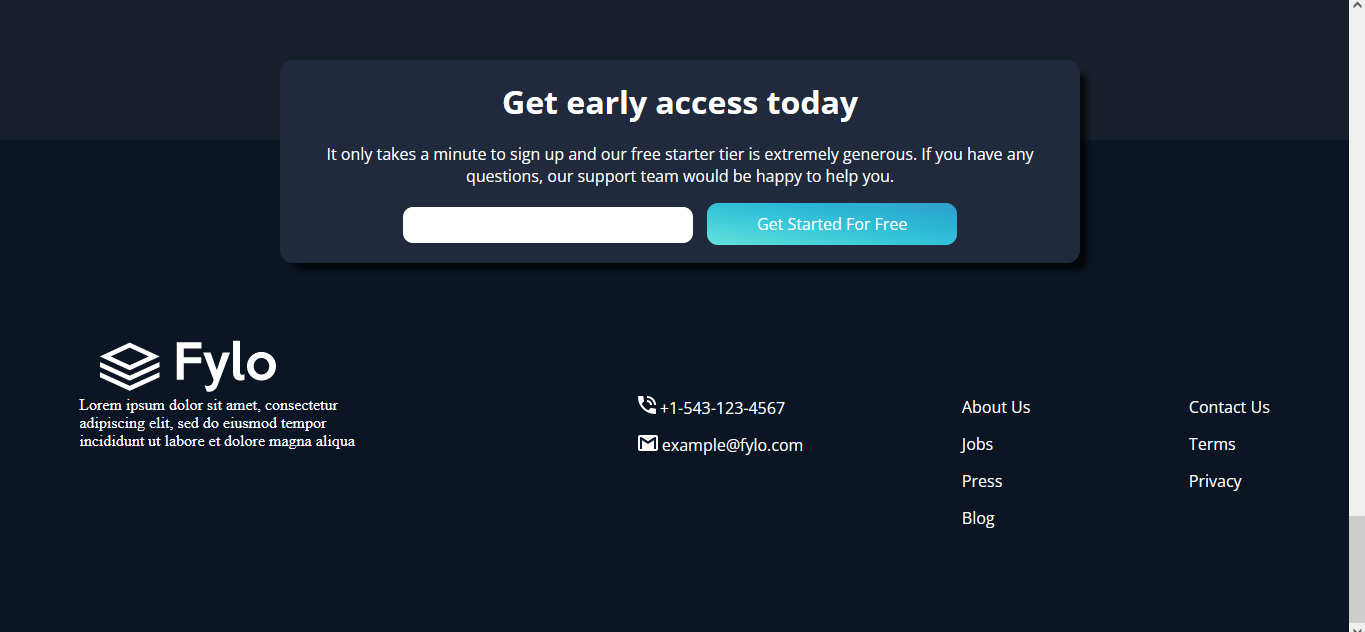 Get early access today
It only takes a minute to sign up and our free starter tier is extremely generous. If you have any
questions, our support team would be happy to help you.
Get Started For Free
Fylo
Lorem ipsum dolor sit amet, consectetur
adipiscing elit, sed do eiusmod tempor
incididunt ut labore et dolore magna aliqua
+1-543-123-4567
example@fylo.com
About Us
Jobs
Press
Blog
Contact Us
Terms
Privacy